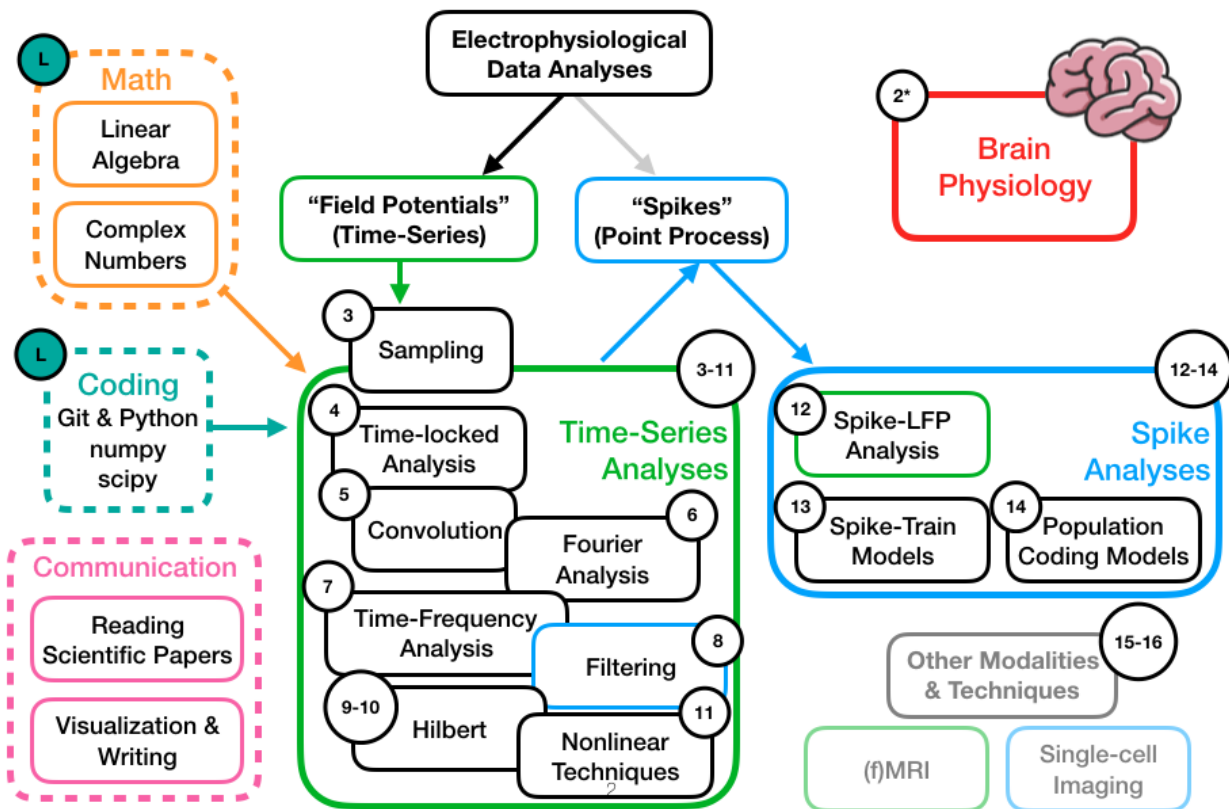 Electrophysiological
Data Analyses
L
Math
Linear
Algebra
Complex
Numbers
2*
Brain
Physiology
“Field Potentials”
(Time-Series)
“Spikes”
(Point Process)
L
Coding
Git & Python
numpy
scipy
3
Sampling
3-11
Time-Series
Analyses
4
Time-locked
Analysis
5
Convolution
6
Fourier
Analysis
7
Time-Frequency
Analysis
8
Filtering
9-10
Hilbert
11
Nonlinear
Techniques
2
12-14
Spike
Analyses
12
Spike-LFP
Analysis
13
Spike-Train
Models
14
Population
Coding Models
Communication
Reading
Scientific Papers
Visualization &
Writing
15-16
Other Modalities
& Techniques
(f)MRI
Single-cell
Imaging